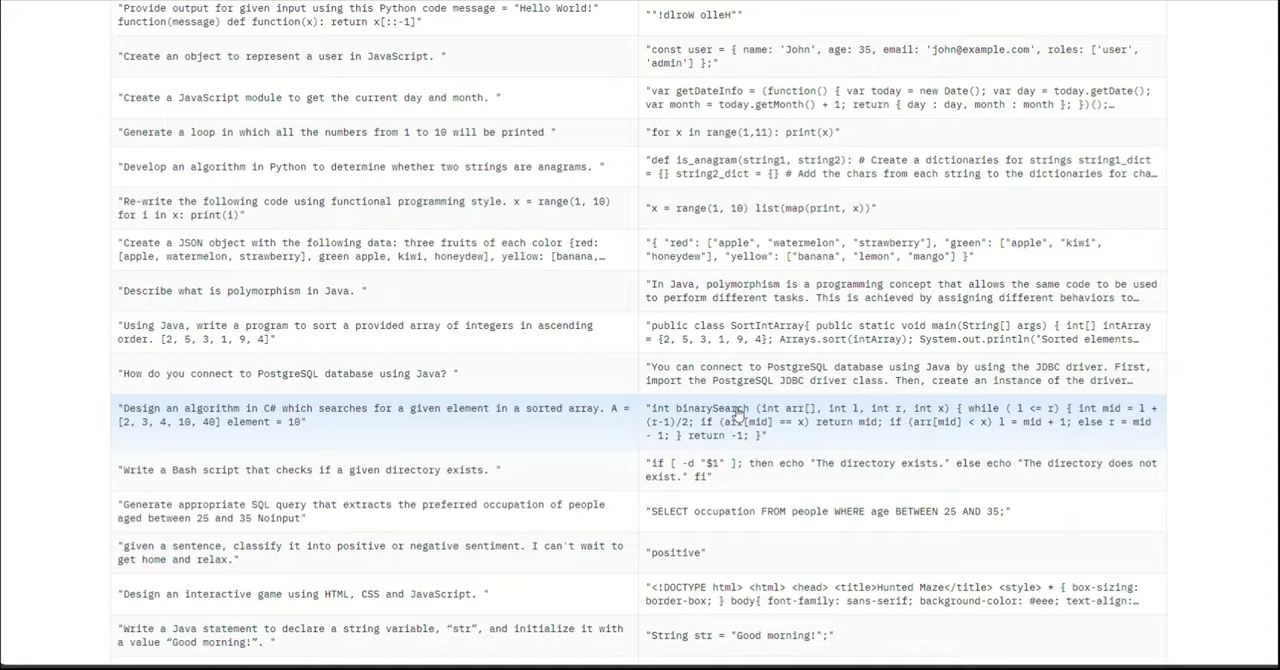 "Provide output for given input using this Python code message = "Hello World!"
function(message) def function(x): return x[::-1]"
""!dlroW olleH""
"Create an object to represent a user in JavaScript. "
"const user = { name: 'John', age: 35, email: 'john@example.com', roles: ['user',
'admin'] };"
"Create a JavaScript module to get the current day and month. "
"var getDateInfo = (function() { var today = new Date(); var day = today.getDate();
var month = today.getMonth() + 1; return { day : day, month : month }; })();…
"Generate a loop in which all the numbers from 1 to 10 will be printed "
"for x in range(1,11): print(x)"
"Develop an algorithm in Python to determine whether two strings are anagrams. "
"def is_anagram(string1, string2): # Create a dictionaries for strings string1_dict
= {} string2_dict = {} # Add the chars from each string to the dictionaries for cha…
"Re-write the following code using functional programming style. x = range(1, 10)
for i in x: print(i)"
"x = range(1, 10) list(map(print, x))"
"Create a JSON object with the following data: three fruits of each color {red:
[apple, watermelon, strawberry], green apple, kiwi, honeydew], yellow: [banana,…
"{ "red": ["apple", "watermelon", "strawberry"], "green": ["apple", "kiwi",
"honeydew"], "yellow": ["banana", "lemon", "mango"] }"
"Describe what is polymorphism in Java. "
"In Java, polymorphism is a programming concept that allows the same code to be used
to perform different tasks. This is achieved by assigning different behaviors to…
"Using Java, write a program to sort a provided array of integers in ascending
order. [2, 5, 3, 1, 9, 4]"
"public class SortIntArray{ public static void main(String[] args) { int[] intArray
= {2, 5, 3, 1, 9, 4}; Arrays.sort(intArray); System.out.println("Sorted elements…
"How do you connect to PostgreSQL database using Java? "
"You can connect to PostgreSQL database using Java by using the JDBC driver. First,
import the PostgreSQL JDBC driver class. Then, create an instance of the driver…
"Design an algorithm in C# which searches for a given element in a sorted array. A =
[2, 3, 4, 10, 40] element = 10"
"int binarySearch (int arr[], int l, int r, int x) { while ( l <= r) { int mid = l +
(r-l)/2; if (arr[mid] == x) return mid; if (arr[mid] < x) l = mid + 1; else r = mid
- 1; } return -1; }"
"Write a Bash script that checks if a given directory exists. "
"if [ -d "$1" ]; then echo "The directory exists." else echo "The directory does not
exist." fi"
"Generate appropriate SQL query that extracts the preferred occupation of people
aged between 25 and 35 Noinput"
"SELECT occupation FROM people WHERE age BETWEEN 25 AND 35;"
"given a sentence, classify it into positive or negative sentiment. I can't wait to
get home and relax."
"positive"
"Design an interactive game using HTML, CSS and JavaScript. "
"<!DOCTYPE html> <html> <head> <title>Hunted Maze</title> <style> * { box-sizing:
border-box; } body{ font-family: sans-serif; background-color: #eee; text-align:…
"Write a Java statement to declare a string variable, “str”, and initialize it with
a value “Good morning!”. "
"String str = "Good morning!";"